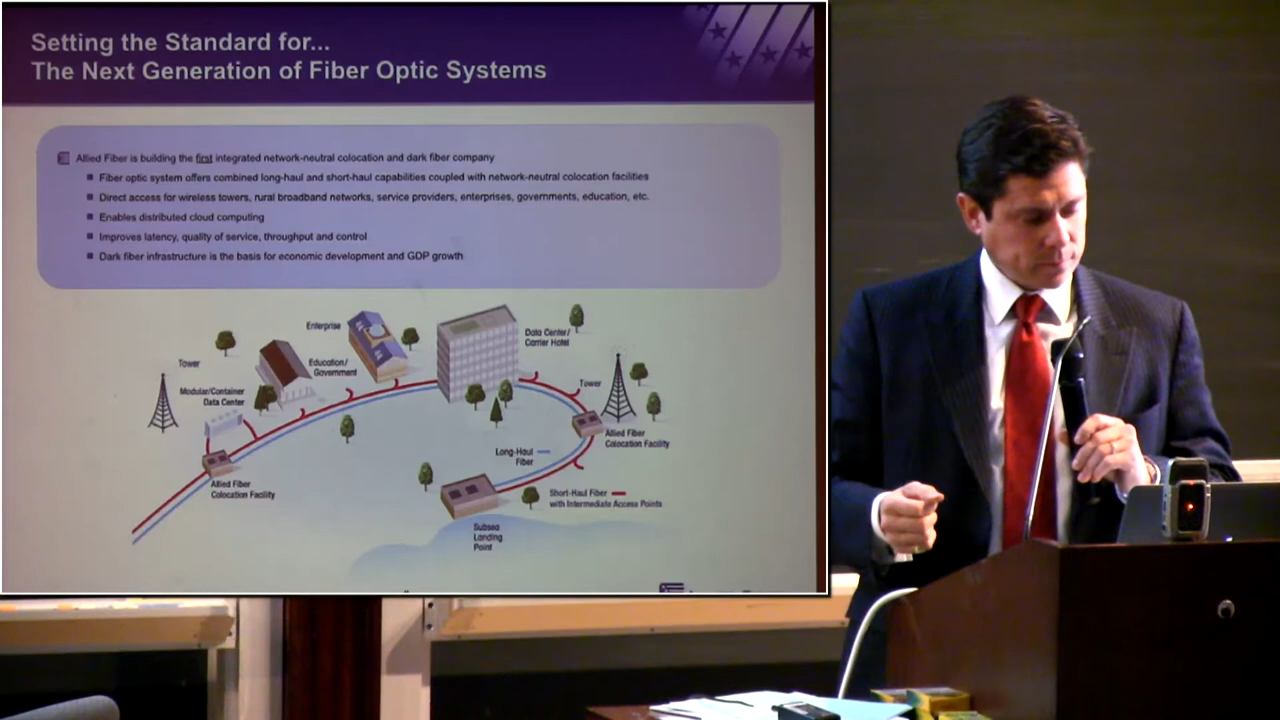 Setting the Standard for...
The Next Generation of Fiber Optic Systems
Allied Fiber is building the first integrated network-neutral colocation and dark fiber company
Fiber optic system offers combined long-haul and short-haul capabilities coupled with network-neutral colocation facilities
Direct access for wireless towers, rural broadband networks, service providers, enterprises, governments, education, etc.
Enables distributed cloud computing
Improves latency, quality of service, throughput and control
Dark fiber infrastructure is the basis for economic development and GDP growth
Enterprise
Data Center/
Carrier Hotel
Tower
Education/
Government
Modular/Container
Data Center
Tower
Allied Fiber
Colocation Facility
Long-Haul
Fiber
Allied Fiber
Colocation Facility
Short-Haul Fiber
with Intermediate Access Points
Subsea
Landing
Point